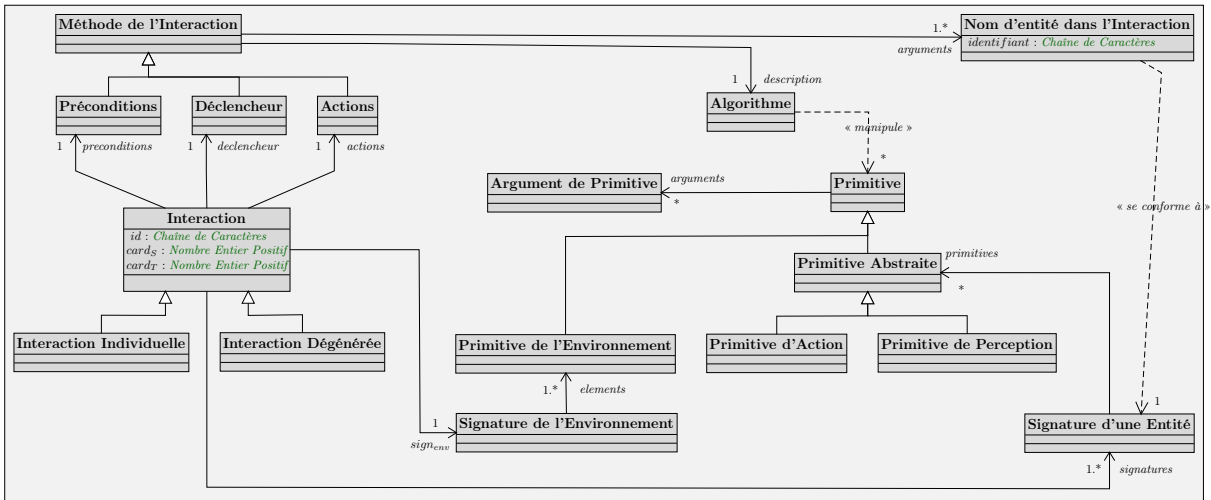 Méthode de l'Interaction
Nom d'entité dans l'Interaction
1.*
identifiant : Chaîne de Caractères
arguments
1
description
Préconditions
Déclencheur
Actions
Algorithme
« manipule »
1
preconditions
1
declencheur
1
actions
*
Argument de Primitive
arguments
*
Primitive
« se conforme à »
Interaction
id : Chaîne de Caractères
card_S : Nombre Entier Positif
card_T : Nombre Entier Positif
Primitive Abstraite
primitives
*
Interaction Individuelle
Interaction Dégénérée
Primitive de l'Environnement
Primitive d'Action
Primitive de Perception
1.*
elements
1
1
sign_env
Signature de l'Environnement
Signature d'une Entité
1.*
signatures